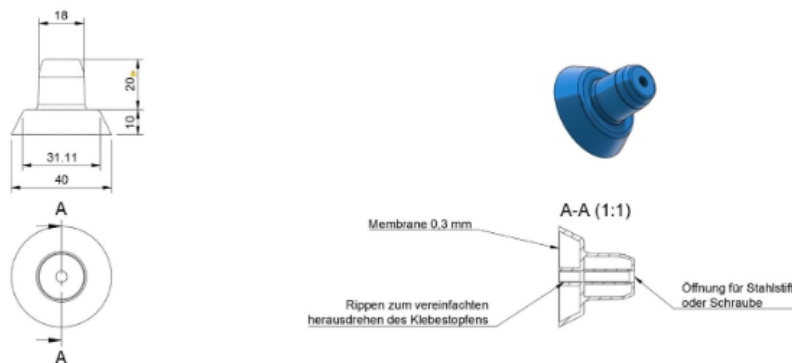 18
20
10
31.11
40
A
A
A-A (1:1)
Membrane 0,3 mm
Rippen zum vereinfachten
herausdrehen des Klebestopfens
Öffnung für Stahlstift
oder Schraube